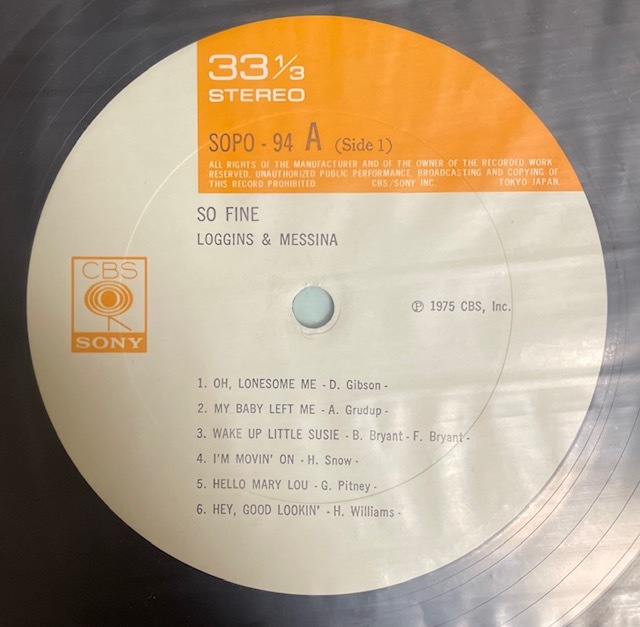 33 1/3
STEREO
SOPO - 94 A (Side 1)
ALL RIGHTS OF THE MANUFACTURER AND OF THE OWNER OF THE RECORDED WORK
RESERVED. UNAUTHORIZED PUBLIC PERFORMANCE, BROADCASTING AND COPYING OF
THIS RECORD PROHIBITED. CBS/SONY INC. TOKYO JAPAN.
SO FINE
LOGGINS & MESSINA
CBS
SONY
℗ 1975 CBS, Inc.
1. OH, LONESOME ME - D. Gibson -
2. MY BABY LEFT ME - A. Grudup -
3. WAKE UP LITTLE SUSIE - B. Bryant - F. Bryant -
4. I'M MOVIN' ON - H. Snow -
5. HELLO MARY LOU - G. Pitney -
6. HEY, GOOD LOOKIN' - H. Williams -